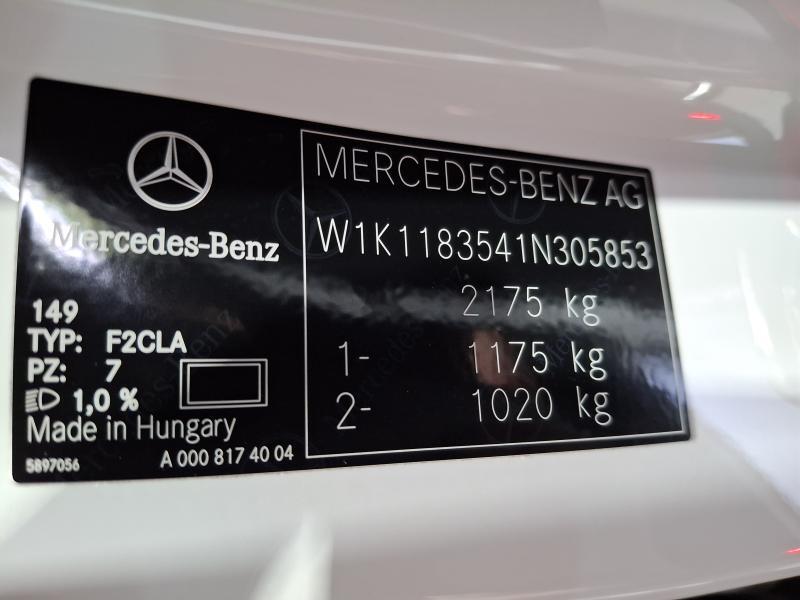 Mercedes-Benz
149
TYP: F2CLA
PZ: 7
1,0 %
Made in Hungary
5897056 A 000 817 40 04
MERCEDES-BENZ AG
W1K1183541N305853
2175 kg
1- 1175 kg
2- 1020 kg